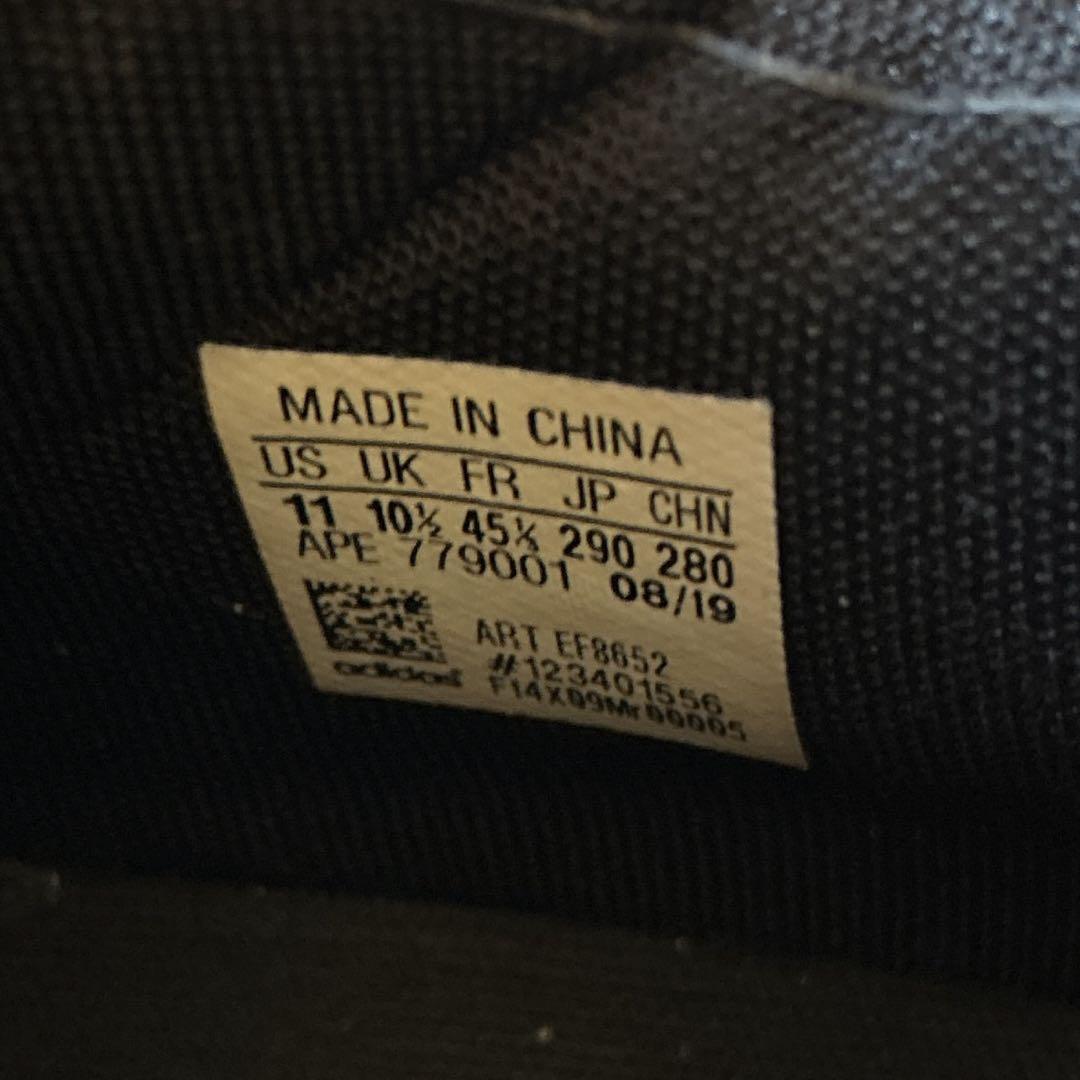 MADE IN CHINA
US UK FR JP CHN
11 10½ 45⅓ 290 280
APE 779001 08/19
ART EF8652
#123401556
adidas F14X09Mr00005